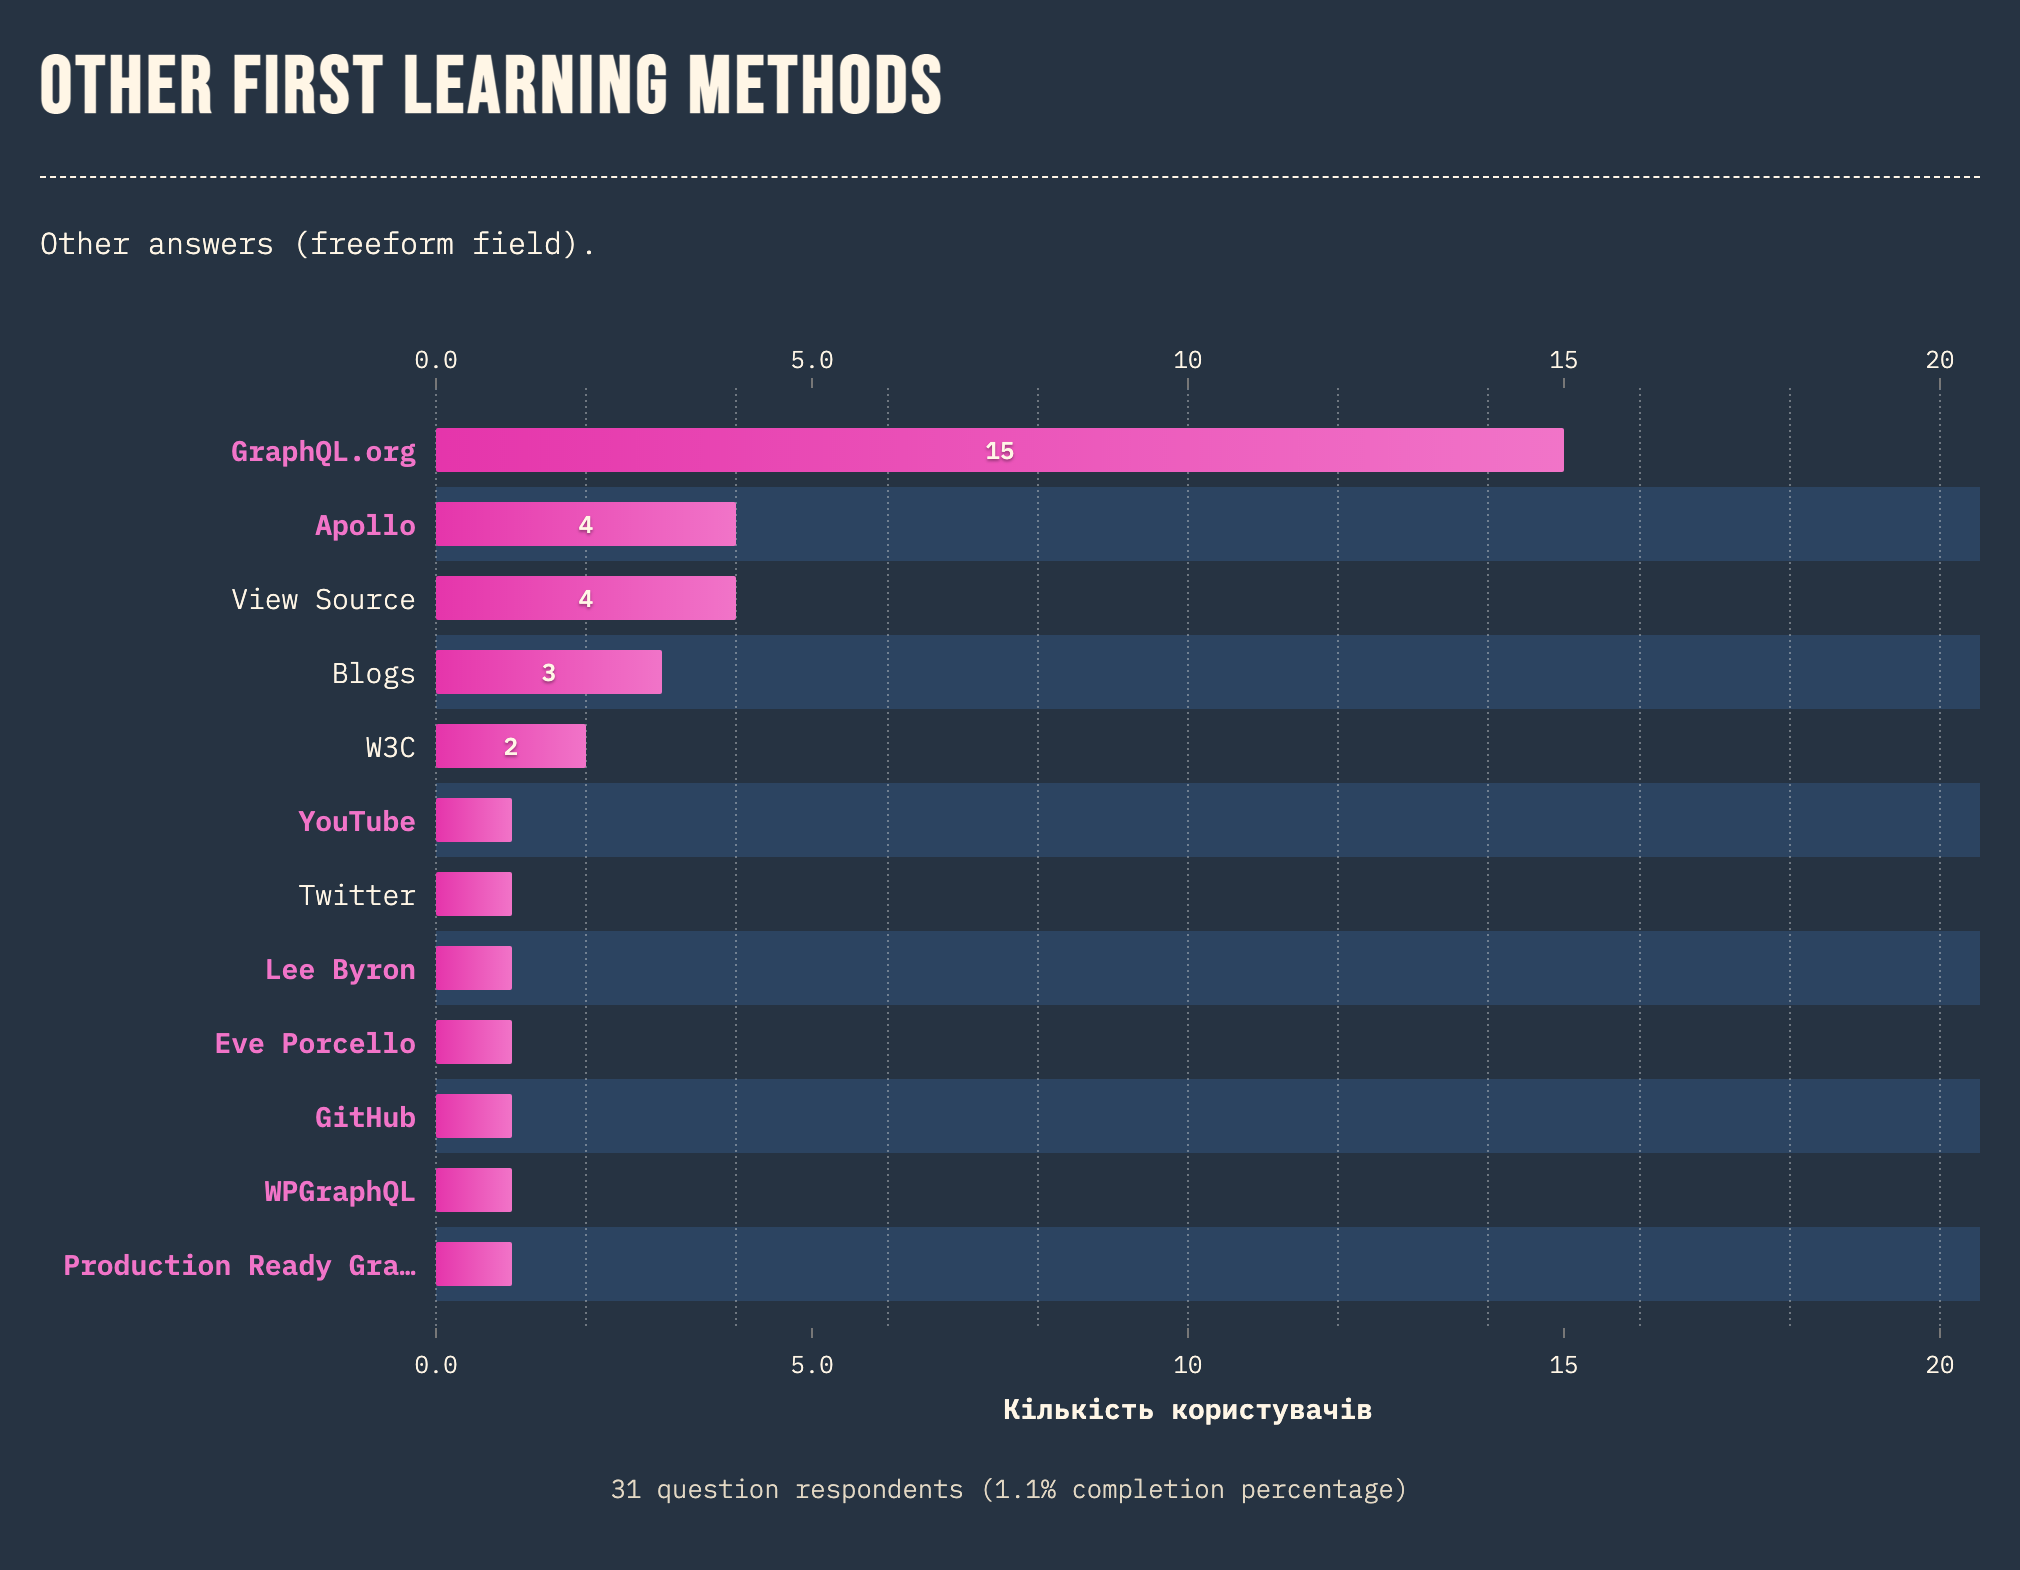 OTHER FIRST LEARNING METHODS
Other answers (freeform field).
0.0 5.0 10 15 20
GraphQL.org 15
Apollo 4
View Source 4
Blogs 3
W3C 2
YouTube
Twitter
Lee Byron
Eve Porcello
GitHub
WPGraphQL
Production Ready Gra…
0.0 5.0 10 15 20
Кількість користувачів
31 question respondents (1.1% completion percentage)